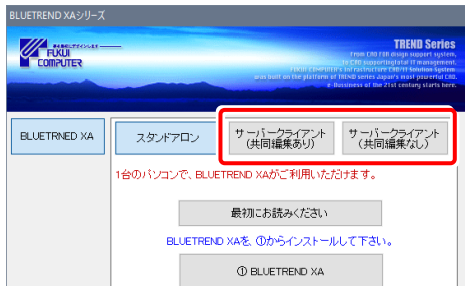 BLUETREND XAシリーズ
FUKUI
COMPUTER
TREND Series
From CAD FOR design support system,
to CPD supporting total IT management.
FUKUI COMPUTER's Infrastructure CAD/IT Solution System
was built on the platform of TREND series Japan's most powerful CAD.
e-Bussiness of the 21st century starts here.
BLUETRNED XA
スタンドアロン
サーバークライアント
(共同編集あり)
サーバークライアント
(共同編集なし)
1台のパソコンで、BLUETREND XAがご利用いただけます。
最初にお読みください
BLUETREND XAを、①からインストールして下さい。
① BLUETREND XA